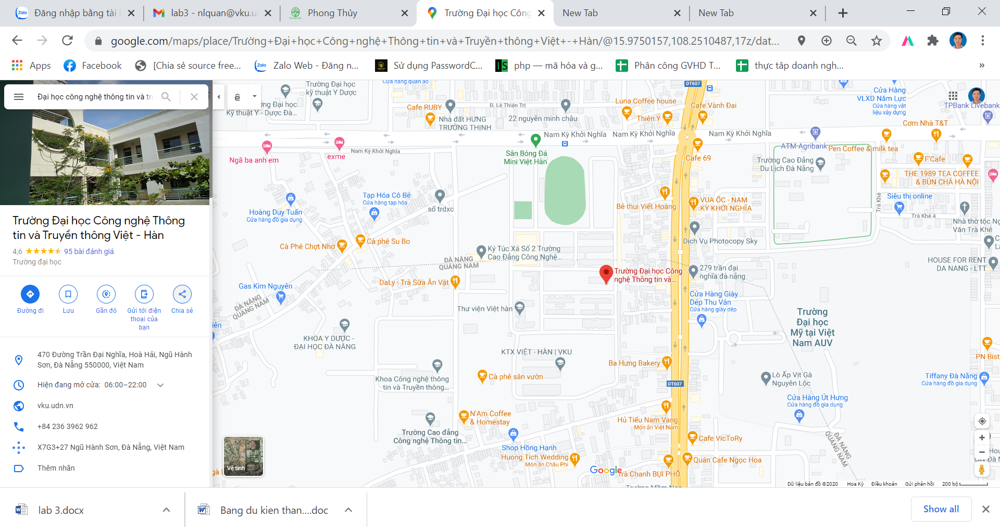 Đăng nhập bằng tài k
lab3 - nlquan@vku.u
Phong Thủy
Trường Đại học Công
New Tab
New Tab
google.com/maps/place/Trường+Đại+học+Công+nghệ+Thông+tin+và+Truyền+thông+Việt+-+Hàn/@15.9750157,108.2510487,17z/dat...
Apps
Facebook
[Chia sẻ source free...
Zalo Web - Đăng n...
Sử dụng PasswordC...
php — mã hóa và g...
Phân công GVHD T...
thực tập doanh ngh...
»
Đại học công nghệ thông tin và tr
ê
Trường Đại học Công nghệ Thông
tin và Truyền thông Việt - Hàn
4,6 95 bài đánh giá
Trường đại học
Đường đi
Lưu
Gần đó
Gửi tới điện
thoại của
bạn
Chia sẻ
470 Đường Trần Đại Nghĩa, Hoà Hải, Ngũ Hành
Sơn, Đà Nẵng 550000, Việt Nam
Hiện đang mở cửa: 06:00–22:00
vku.udn.vn
+84 236 3962 962
X7G3+27 Ngũ Hành Sơn, Đà Nẵng, Việt Nam
Thêm nhãn
Trường Đại học
kỹ thuật Y Dược
Cửa hàng quần áo
ờng Đại học
Kỹ thuật Y - Dược Đà...
Cafe RUBY
Nhà đất HƯNG
TRƯỜNG THỊNH
Đ. Lê Thiện Trị
22 nguyễn minh châu
Luna Coffee house
Thiên Ý
DT607
Cafe Vành Đai
Cửa Hàng
VLXD Năm Lực
Cửa hàng vật
liệu xây dựng
TPBank Livebank
Cơm Nhà T&T
Nam Kỳ Khởi Nghĩa
Nam Kỳ Khởi Nghĩa
Nam Kỳ Khởi Nghĩa
Nam Kỳ Khởi Nghĩa
Ngã ba anh em
exme
Sân Bóng Đá
Mini Việt Hàn
Cafe 69
ATM-Agribank
Pen Coffee & milk tea
Trường Cao Đẳng
Du Lịch Đà Nẵng
F'Cafe
THE 1989 TEA COFFEE
& BÚN CHẢ HÀ NỘI
Siêu thị online
Trà Khê
Trà Khê 4
Nhà thờ tộc Ng
Văn Trà Khê
Tạp Hóa Cô Bé
Cửa hàng tạp hóa
số trdxc
Hoàng Duy Tuấn
Cửa hàng đồ gia dụng
Bê thui Viết Hoàng
VUA ỐC - NAM
KỲ KHỞI NGHĨA
Dịch Vụ Photocopy Sky
Cà Phê Chợt Nhớ
Cà phê Su Bo
Ký Túc Xá Số 2 Trường
Cao Đẳng Công Nghệ...
ĐÀ NẴNG
QUẢNG NAM
HOUSE FOR RENT
DA NANG - LTT
Trường Đại học Công
nghệ Thông tin và...
279 trần đại
nghĩa đà nẵng
DaLy - Trà Sữa Ăn Vặt
Gas Kim Nguyên
ĐÀ NẴNG
QUẢNG NAM
Cửa Hàng Giày
Dép Thu Vân
Cửa hàng giày dép
Thư viện Việt hàn
Trường
Đại học
Mỹ tại Việt
Nam AUV
KHOA Y DƯỢC -
ĐẠI HỌC ĐÀ NẴNG
KTX VIỆT - HÀN | VKU
Ba Hưng Bakery
PN Bist
Khoa Công nghệ thông
tin và Truyền thông...
Cà phê sân vườn
DT607
Lò Ấp Vịt Gà
Nguyên Lốc
Tiffany Đà Nẵng
Cửa hàng đồ gia dụng
Cửa Hàng Út Hưng
Cửa hàng đồ gia dụng
N'Am Coffee
& Homestay
Hủ Tiếu Nam Vang
Món ăn Việt Nam
Trường Cao đẳng
Công nghệ Thông tin...
Cafe VicToRy
ĐÀ NẴNG
QUẢNG NAM
Shop Hồng Hạnh
Huong Tich Wedding
Món ăn Châu Phi
Quán Cafe Ngọc Hoa
Trà Chanh BỤI PHỐ
Vệ tinh
Google
Dữ liệu bản đồ ©2020
Hoa Kỳ
Điều khoản
Gửi phản hồi
200 bộ
lab 3.docx
Bang du kien than....doc
Show all